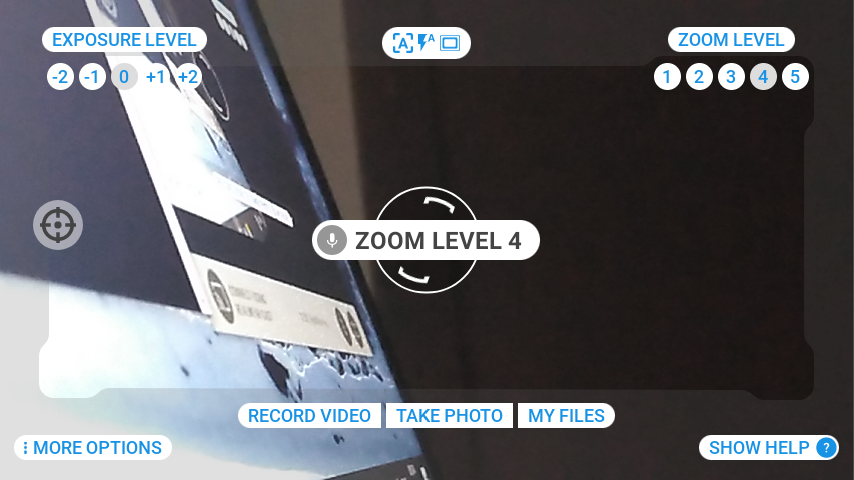 EXPOSURE LEVEL
-2 -1 0 +1 +2
A A
ZOOM LEVEL
1 2 3 4 5
ZOOM LEVEL 4
RECORD VIDEO TAKE PHOTO MY FILES
MORE OPTIONS
SHOW HELP ?